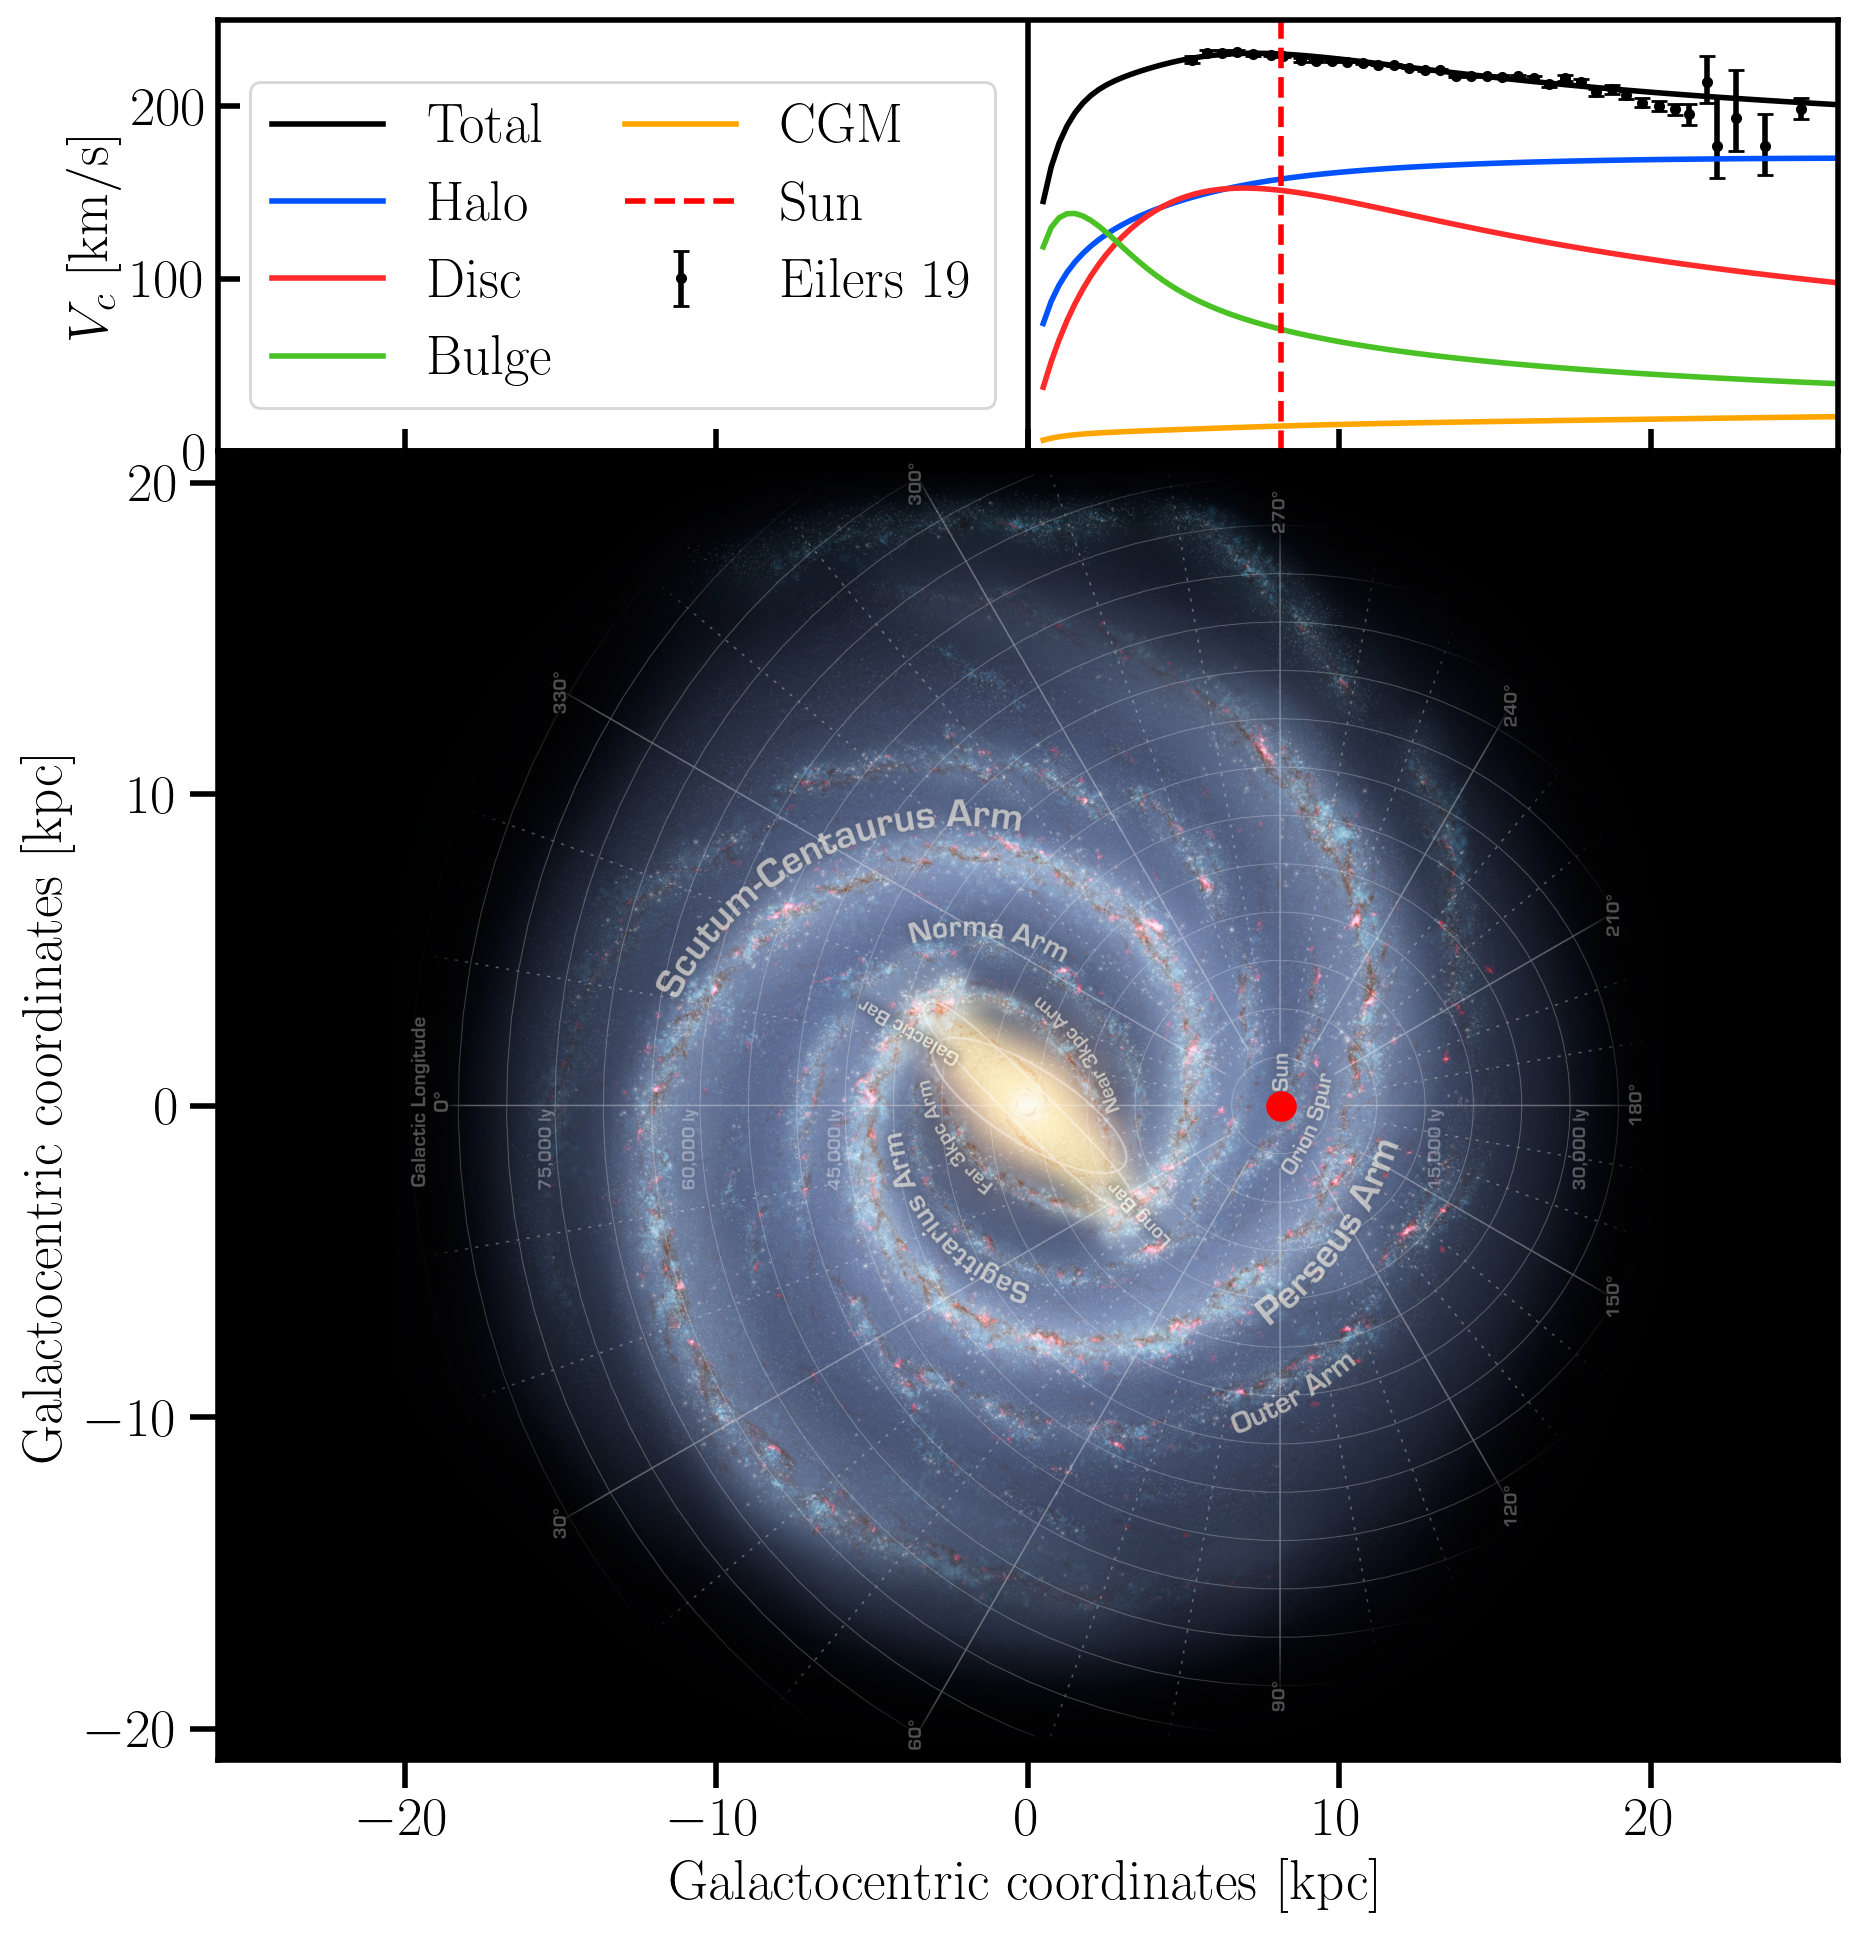 200
100
0
V_c [km/s]
Total
Halo
Disc
Bulge
CGM
Sun
Eilers 19
20
10
0
−10
−20
Galactocentric coordinates [kpc]
300°
270°
330°
240°
210°
Scutum-Centaurus Arm
Norma Arm
Galactic Bar
Near 3kpc Arm
Sun
Galactic Longitude
0°
75,000 ly
60,000 ly
45,000 ly
Far 3kpc Arm
Orion Spur
15,000 ly
30,000 ly
180°
Sagittarius Arm
Long Bar
Perseus Arm
Outer Arm
150°
30°
120°
60°
90°
−20
−10
0
10
20
Galactocentric coordinates [kpc]